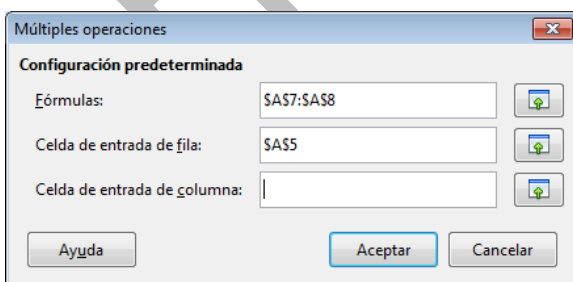 Múltiples operaciones
Configuración predeterminada
Fórmulas: $A$7:$A$8
Celda de entrada de fila: $A$5
Celda de entrada de columna:
Ayuda Aceptar Cancelar